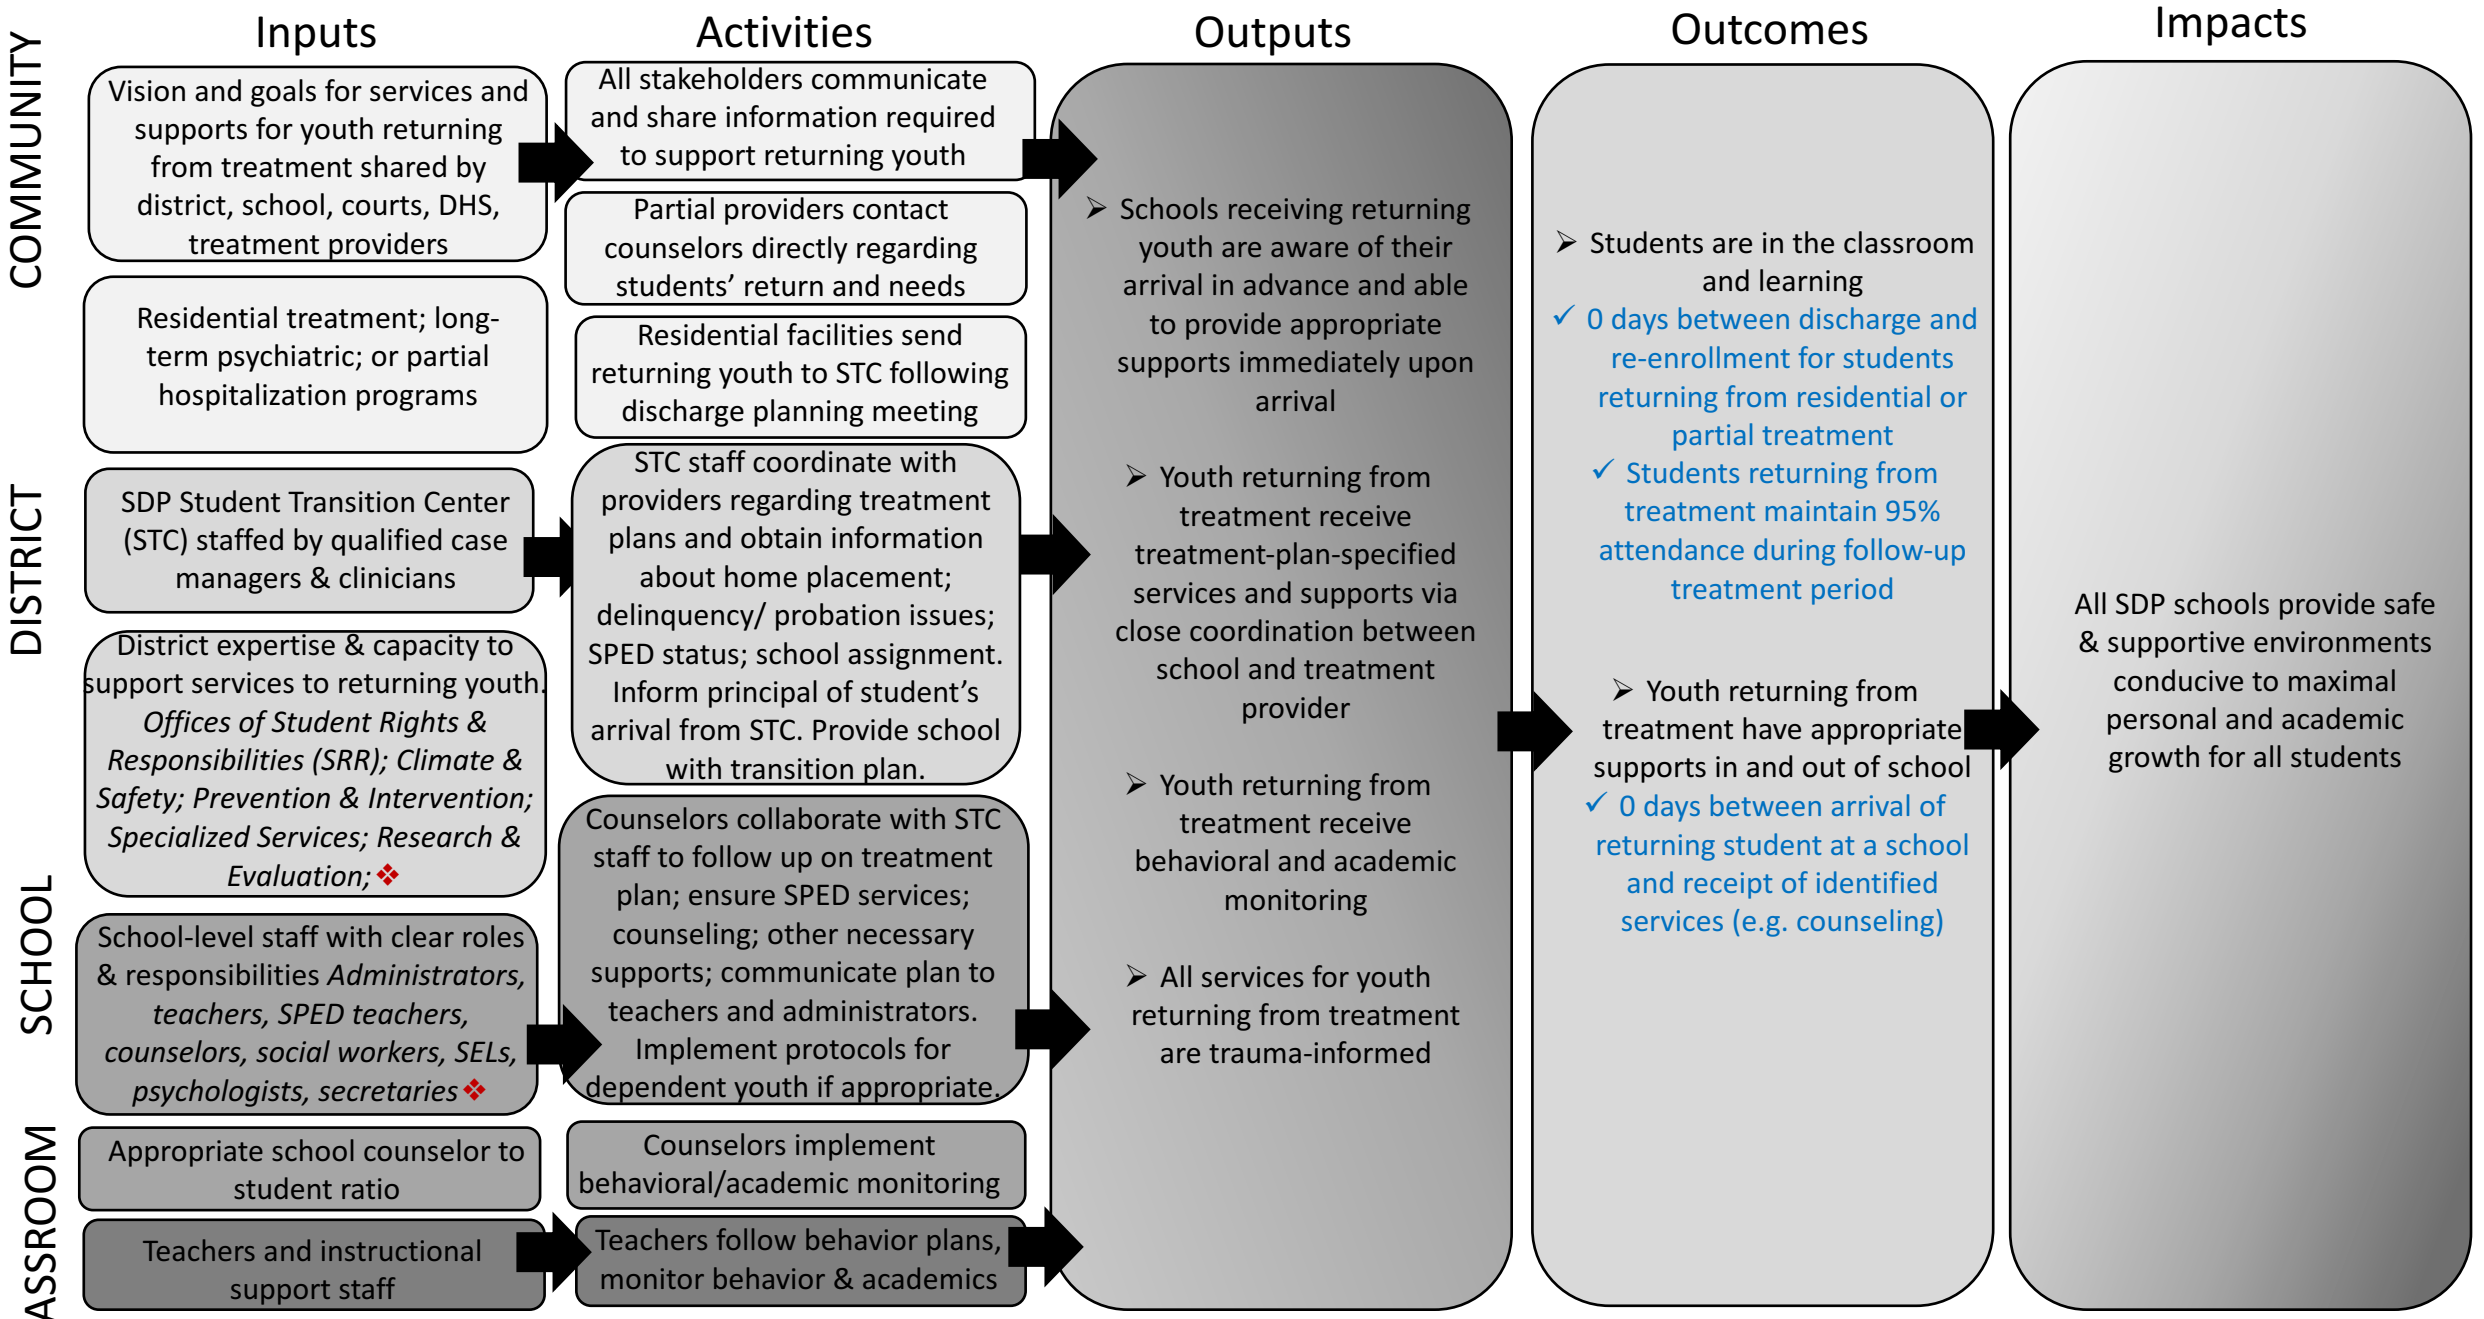 Inputs
Activities
Outputs
Outcomes
Impacts
COMMUNITY
Vision and goals for services and
supports for youth returning
from treatment shared by
district, school, courts, DHS,
treatment providers
Residential treatment; long-
term psychiatric; or partial
hospitalization programs
DISTRICT
SDP Student Transition Center
(STC) staffed by qualified case
managers & clinicians
District expertise & capacity to
support services to returning youth.
Offices of Student Rights &
Responsibilities (SRR); Climate &
Safety; Prevention & Intervention;
Specialized Services; Research &
Evaluation; ❖
SCHOOL
School-level staff with clear roles
& responsibilities Administrators,
teachers, SPED teachers,
counselors, social workers, SELs,
psychologists, secretaries ❖
Appropriate school counselor to
student ratio
ASSROOM
Teachers and instructional
support staff
All stakeholders communicate
and share information required
to support returning youth
Partial providers contact
counselors directly regarding
students’ return and needs
Residential facilities send
returning youth to STC following
discharge planning meeting
STC staff coordinate with
providers regarding treatment
plans and obtain information
about home placement;
delinquency/ probation issues;
SPED status; school assignment.
Inform principal of student’s
arrival from STC. Provide school
with transition plan.
Counselors collaborate with STC
staff to follow up on treatment
plan; ensure SPED services;
counseling; other necessary
supports; communicate plan to
teachers and administrators.
Implement protocols for
dependent youth if appropriate.
Counselors implement
behavioral/academic monitoring
Teachers follow behavior plans,
monitor behavior & academics
➢ Schools receiving returning
youth are aware of their
arrival in advance and able
to provide appropriate
supports immediately upon
arrival
➢ Youth returning from
treatment receive
treatment-plan-specified
services and supports via
close coordination between
school and treatment
provider
➢ Youth returning from
treatment receive
behavioral and academic
monitoring
➢ All services for youth
returning from treatment
are trauma-informed
➢ Students are in the classroom
and learning
✓ 0 days between discharge and
re-enrollment for students
returning from residential or
partial treatment
✓ Students returning from
treatment maintain 95%
attendance during follow-up
treatment period
➢ Youth returning from
treatment have appropriate
supports in and out of school
✓ 0 days between arrival of
returning student at a school
and receipt of identified
services (e.g. counseling)
All SDP schools provide safe
& supportive environments
conducive to maximal
personal and academic
growth for all students